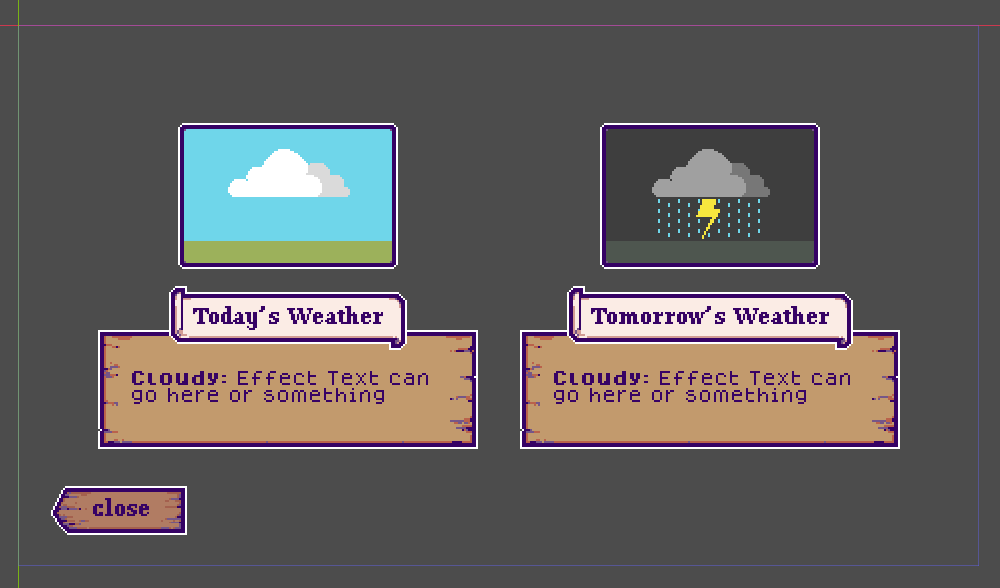 Today's Weather
Cloudy: Effect Text can
go here or something
Tomorrow's Weather
Cloudy: Effect Text can
go here or something
close